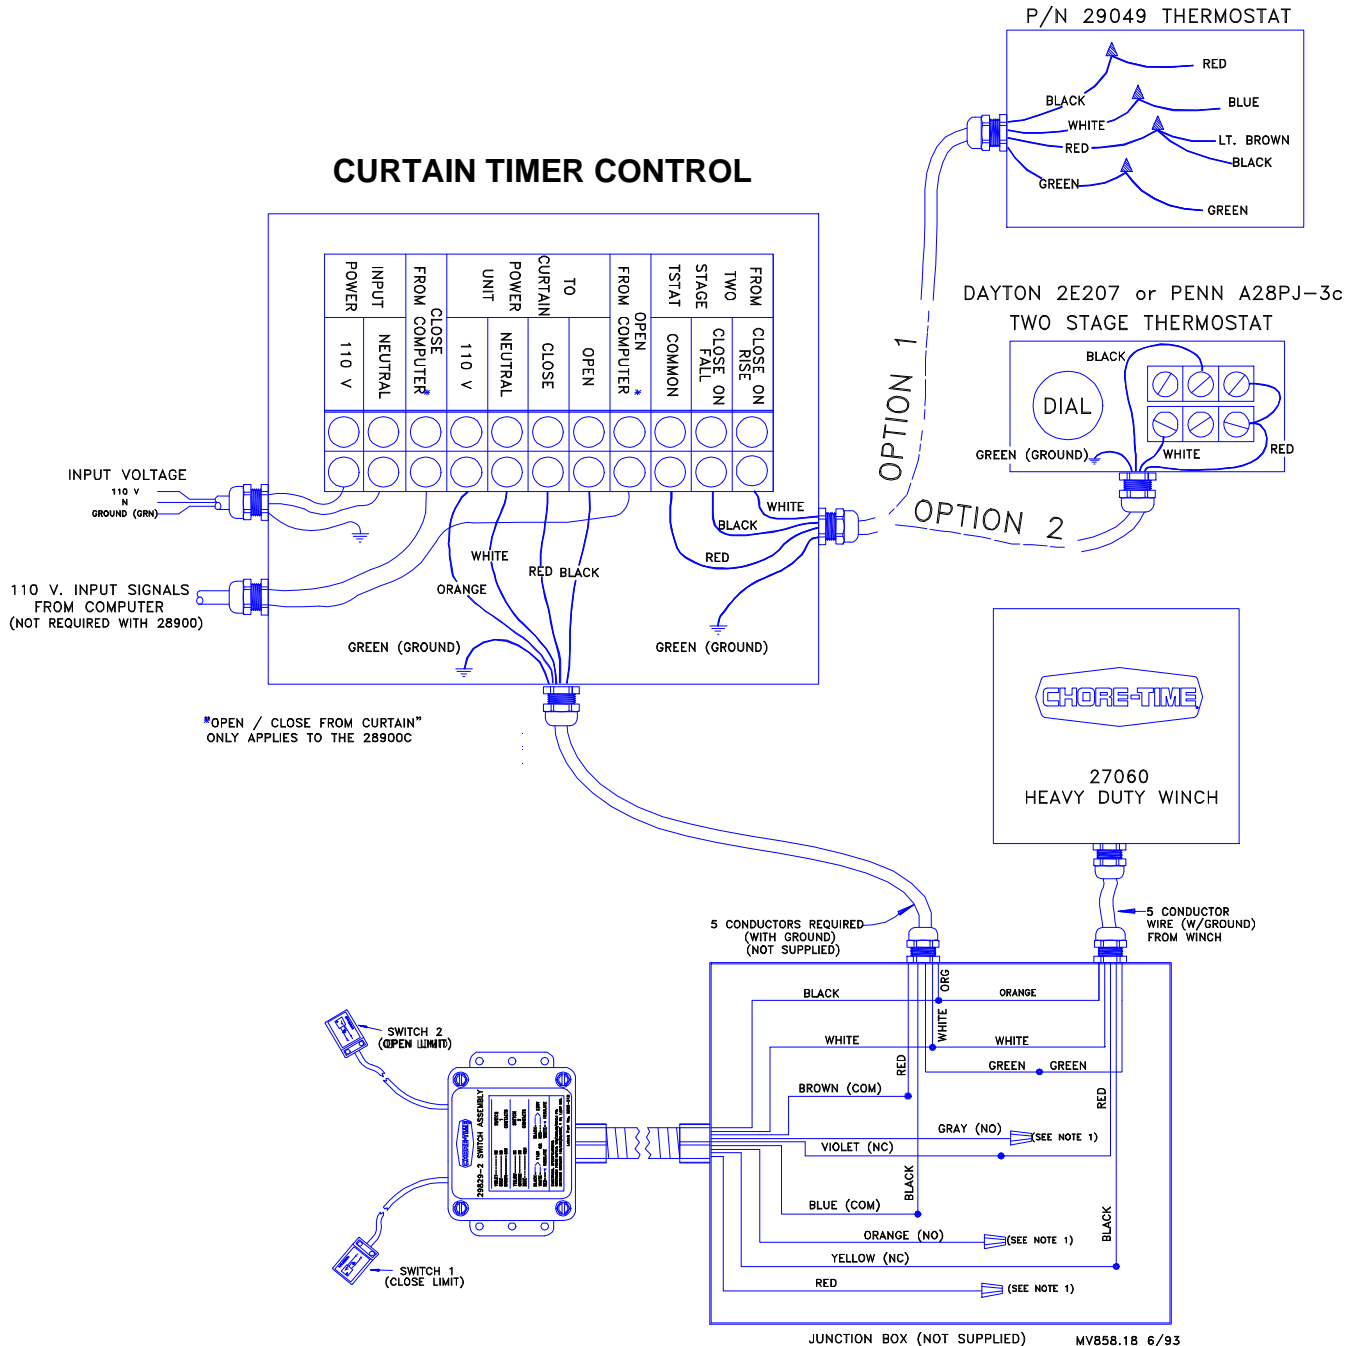 P/N 29049 THERMOSTAT
RED
BLACK
BLUE
WHITE
LT. BROWN
RED
BLACK
GREEN
GREEN
CURTAIN TIMER CONTROL
INPUT
POWER
CLOSE
FROM COMPUTER*
TO
CURTAIN
POWER
UNIT
OPEN
FROM COMPUTER *
FROM
TWO
STAGE
TSTAT
110 V
NEUTRAL
110 V
NEUTRAL
CLOSE
OPEN
COMMON
CLOSE ON
FALL
CLOSE ON
RISE
DAYTON 2E207 or PENN A28PJ-3c
TWO STAGE THERMOSTAT
BLACK
DIAL
GREEN (GROUND)
WHITE
RED
OPTION 1
OPTION 2
INPUT VOLTAGE
110 V
N
GROUND (GRN)
WHITE
BLACK
RED
WHITE
RED
BLACK
ORANGE
110 V. INPUT SIGNALS
FROM COMPUTER
(NOT REQUIRED WITH 28900)
GREEN (GROUND)
GREEN (GROUND)
*OPEN / CLOSE FROM CURTAIN"
ONLY APPLIES TO THE 28900C
CHORE-TIME
27060
HEAVY DUTY WINCH
5 CONDUCTORS REQUIRED
(WITH GROUND)
(NOT SUPPLIED)
5 CONDUCTOR
WIRE (W/GROUND)
FROM WINCH
BLACK
ORG
ORANGE
WHITE
WHITE
WHITE
RED
GREEN
GREEN
BROWN (COM)
RED
GRAY (NO)
(SEE NOTE 1)
VIOLET (NC)
BLACK
BLUE (COM)
BLACK
ORANGE (NO)
(SEE NOTE 1)
YELLOW (NC)
RED
(SEE NOTE 1)
SWITCH 2
(OPEN LIMIT)
CHORE-TIME
29829-2 SWITCH ASSEMBLY
SWITCH 1
(CLOSE LIMIT)
JUNCTION BOX (NOT SUPPLIED)
MV858.18 6/93